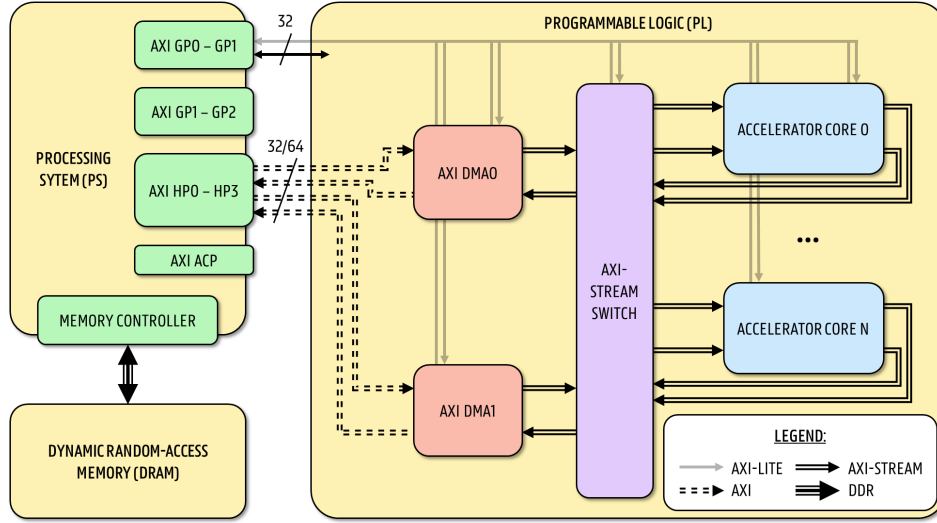 PROGRAMMABLE LOGIC (PL)
32
AXI GP0 – GP1
AXI GP1 – GP2
32/64
PROCESSING
SYTEM (PS)
AXI HP0 – HP3
AXI ACP
MEMORY CONTROLLER
DYNAMIC RANDOM-ACCESS
MEMORY (DRAM)
AXI DMA0
AXI DMA1
AXI-
STREAM
SWITCH
ACCELERATOR CORE 0
...
ACCELERATOR CORE N
LEGEND:
AXI-LITE
AXI-STREAM
AXI
DDR